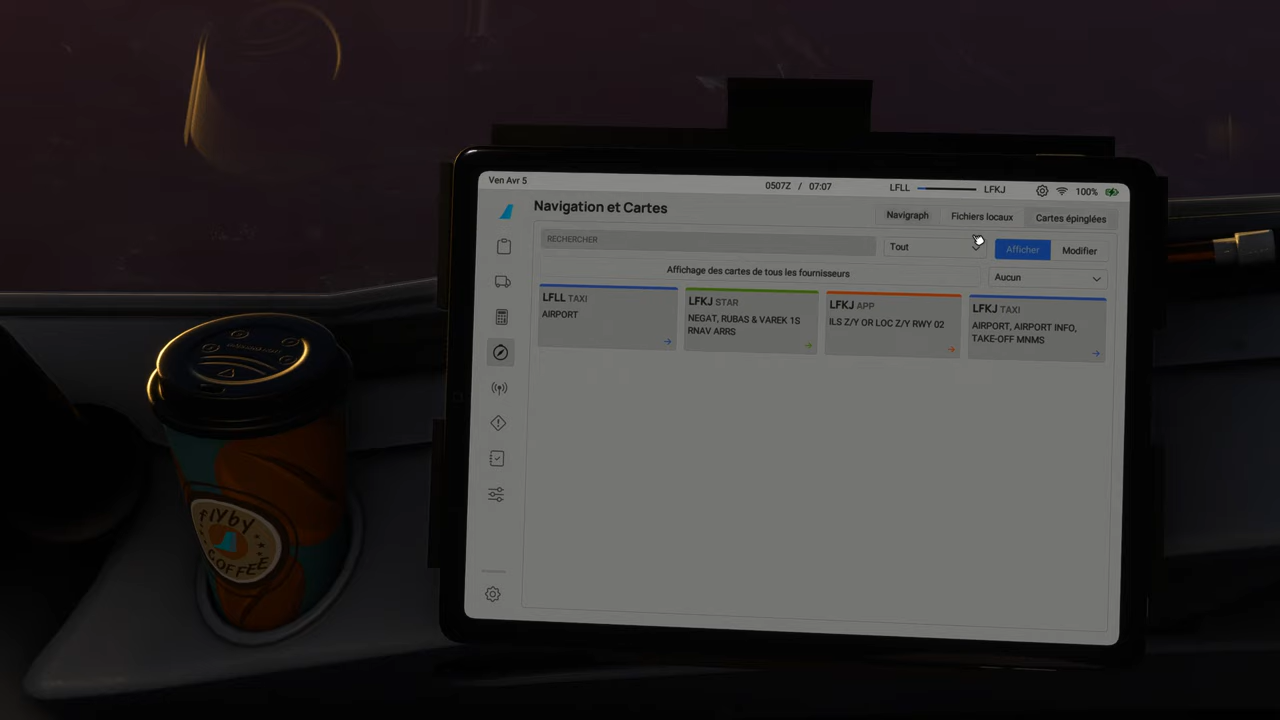 Ven Avr 5
0507Z / 07:07
LFLL LFKJ
100%
Navigation et Cartes
Navigraph
Fichiers locaux
Cartes épinglées
RECHERCHER
Tout
Afficher
Modifier
Affichage des cartes de tous les fournisseurs
Aucun
LFLL TAXI
AIRPORT
LFKJ STAR
NEGAT, RUBAS & VAREK 1S
RNAV ARRS
LFKJ APP
ILS Z/Y OR LOC Z/Y RWY 02
LFKJ TAXI
AIRPORT, AIRPORT INFO,
TAKE-OFF MNMS
FlYbY
COFFEE